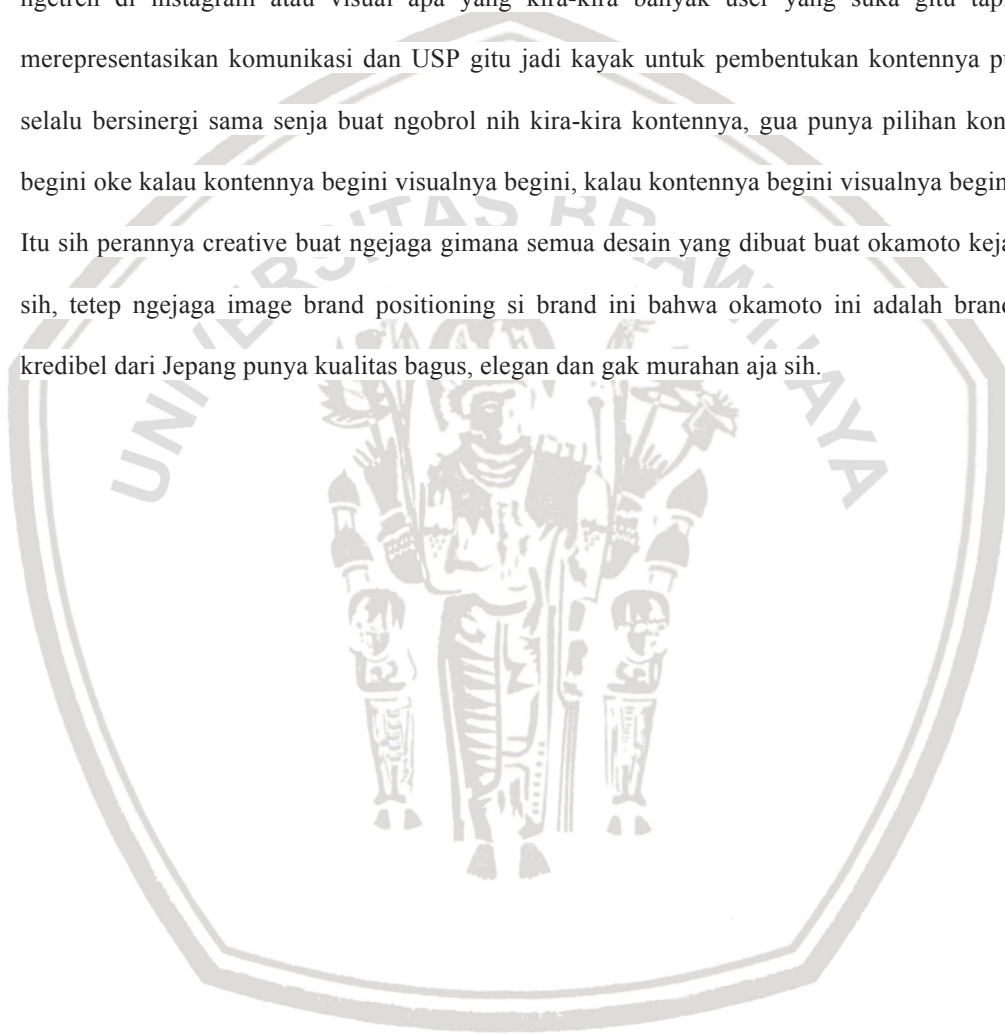 ngetren di instagram atau visual apa yang kira-kira banyak user yang suka gitu
merepresentasikan komunikasi dan USP gitu jadi kayak untuk pembentukan kontennya
selalu bersinergi sama senja buat ngobrol nih kira-kira kontennya, gua punya pilihan
begini oke kalau kontennya begini visualnya begini, kalau kontennya begini visualnya
Itu sih perannya creative buat ngejaga gimana semua desain yang dibuat buat okamoto
sih, tetep ngejaga image brand positioning si brand ini bahwa okamoto ini adalah
kredibel dari Jepang punya kualitas bagus, elegan dan gak murahan aja sih.
UNIVERSITAS BRAWIJAYA